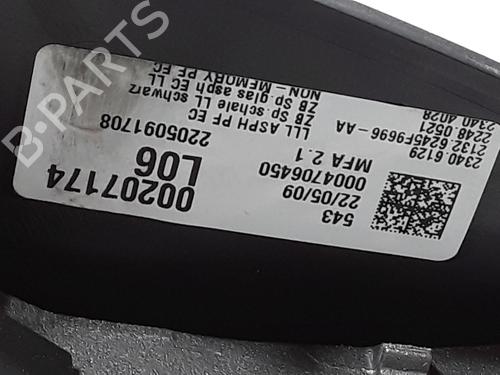 543
22/05/09
0004706450
MFA 2.1
2340 6129
2132 6245F9696-AA
2248 0521
2340 4028
00207174
L06
2205091708
LLL ASPH PF EC
ZB Sp.schale LL schwarz
ZB Sp.glas asph EC LL
NON-MEMORY PF EC
B-PARTS